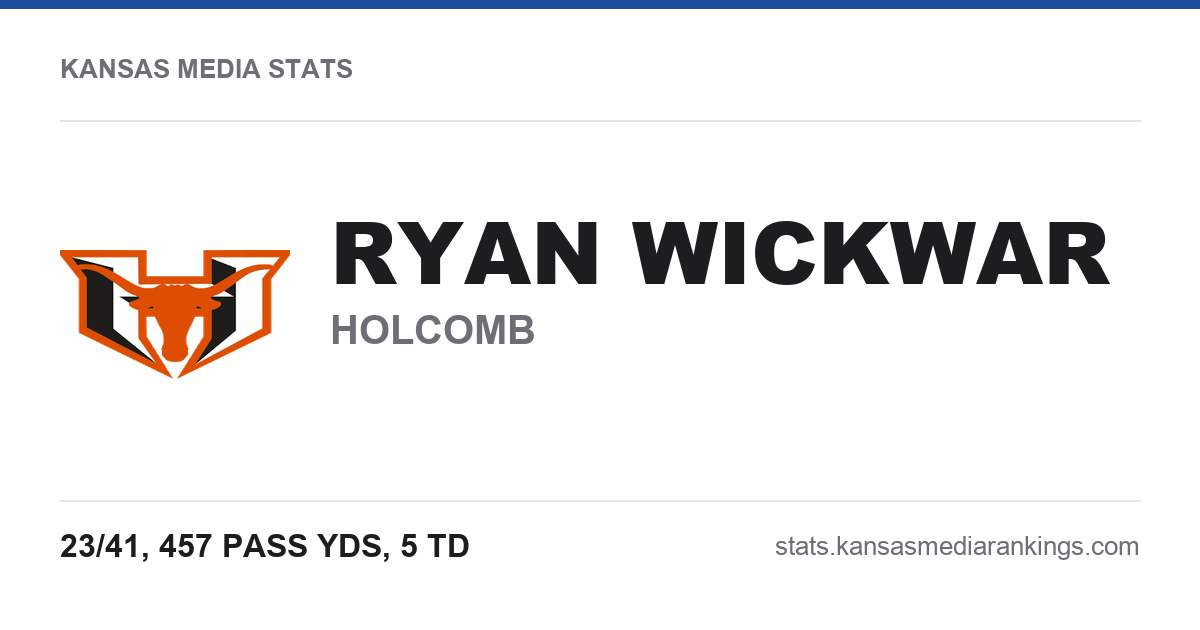 KANSAS MEDIA STATS
RYAN WICKWAR
HOLCOMB
23/41, 457 PASS YDS, 5 TD
stats.kansasmediarankings.com